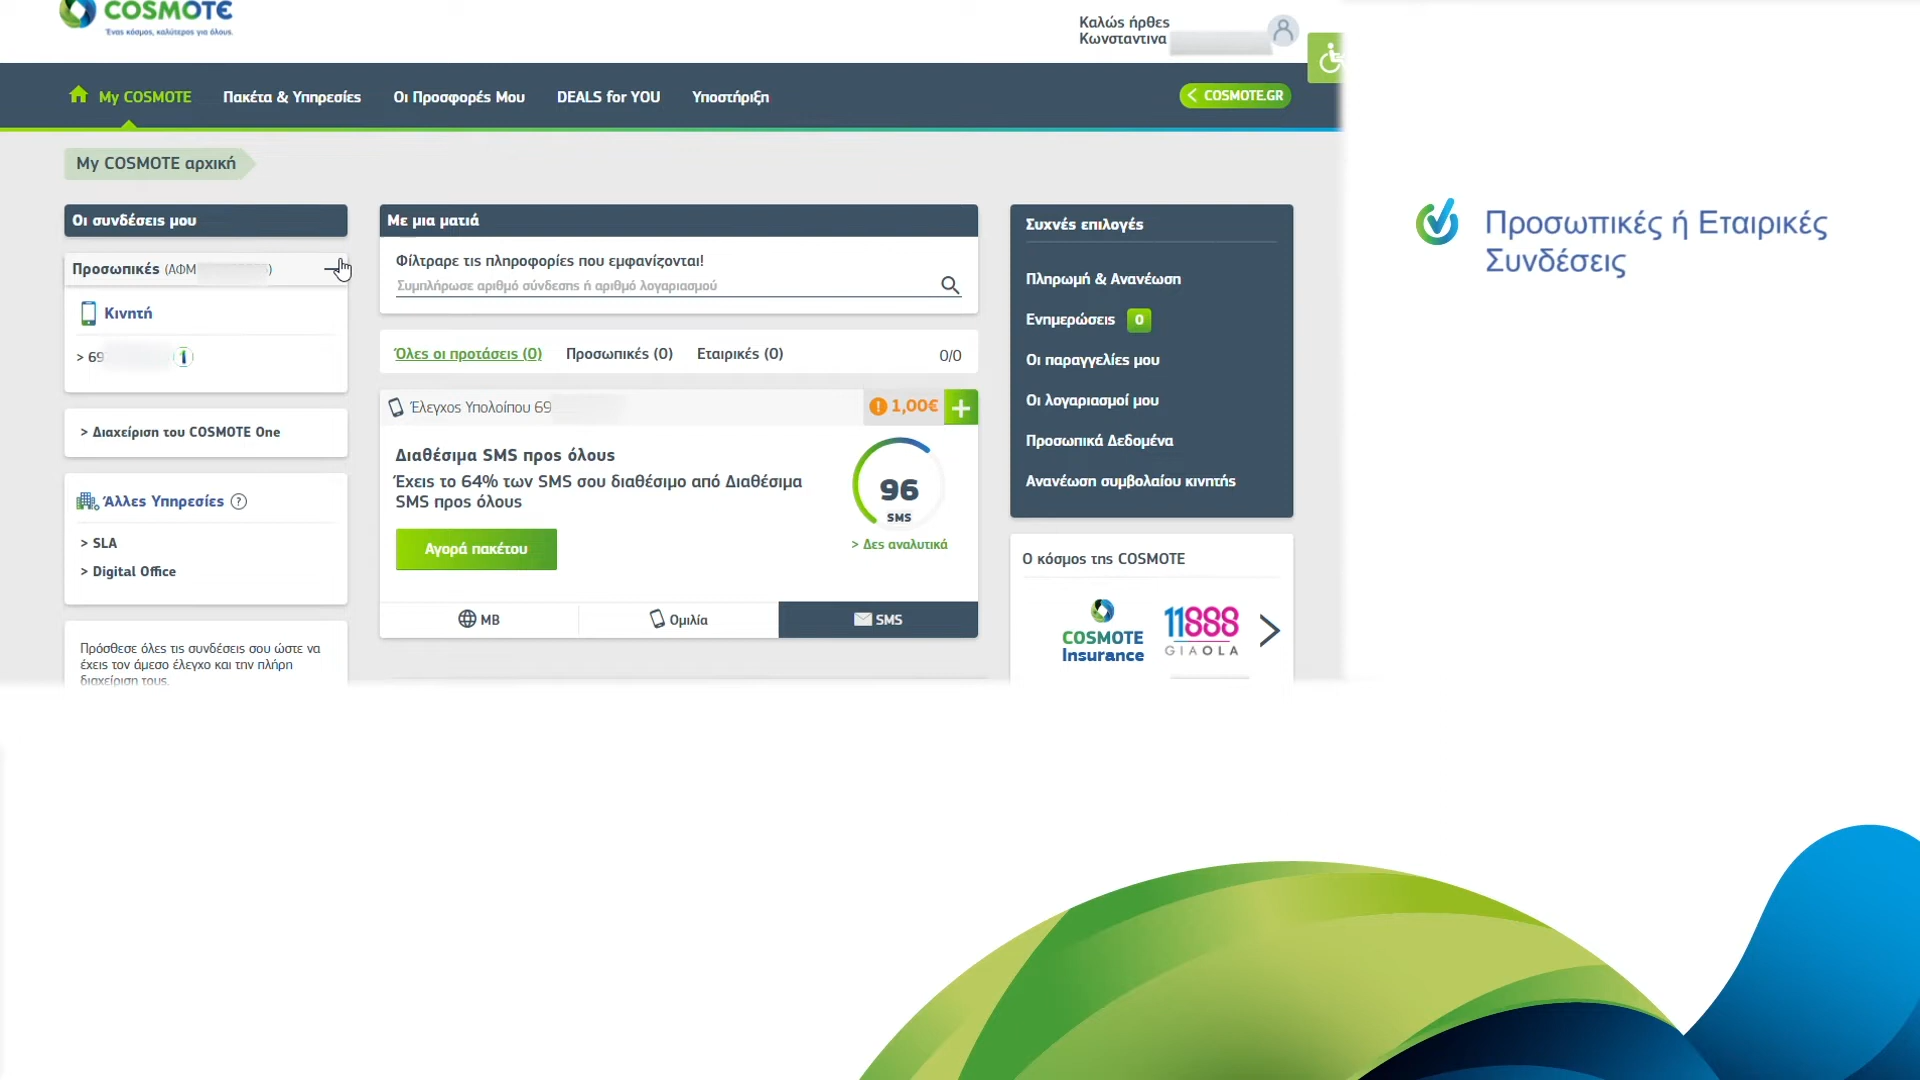 COSMOTE
Ένας κόσμος, καλύτερος για όλους.
Καλώς ήρθες
Κωνσταντινα
My COSMOTE
Πακέτα & Υπηρεσίες
Οι Προσφορές Μου
DEALS for YOU
Υποστήριξη
COSMOTE.GR
My COSMOTE αρχική
Οι συνδέσεις μου
Προσωπικές (ΑΦΜ )
Κινητή
> 69 1
> Διαχείριση του COSMOTE One
Άλλες Υπηρεσίες ?
> SLA
> Digital Office
Πρόσθεσε όλες τις συνδέσεις σου ώστε να
έχεις τον άμεσο έλεγχο και την πλήρη
διαχείριση τους.
Με μια ματιά
Φίλτραρε τις πληροφορίες που εμφανίζονται!
Συμπλήρωσε αριθμό σύνδεσης ή αριθμό λογαριασμού
Όλες οι προτάσεις (0) Προσωπικές (0) Εταιρικές (0) 0/0
Έλεγχος Υπολοίπου 69
! 1,00€ +
Διαθέσιμα SMS προς όλους
Έχεις το 64% των SMS σου διαθέσιμο από Διαθέσιμα
SMS προς όλους
96
SMS
Αγορά πακέτου
> Δες αναλυτικά
MB
Ομιλία
SMS
Συχνές επιλογές
Πληρωμή & Ανανέωση
Ενημερώσεις 0
Οι παραγγελίες μου
Οι λογαριασμοί μου
Προσωπικά Δεδομένα
Ανανέωση συμβολαίου κινητής
Ο κόσμος της COSMOTE
COSMOTE
Insurance
11888
GIAOLA
Προσωπικές ή Εταιρικές
Συνδέσεις